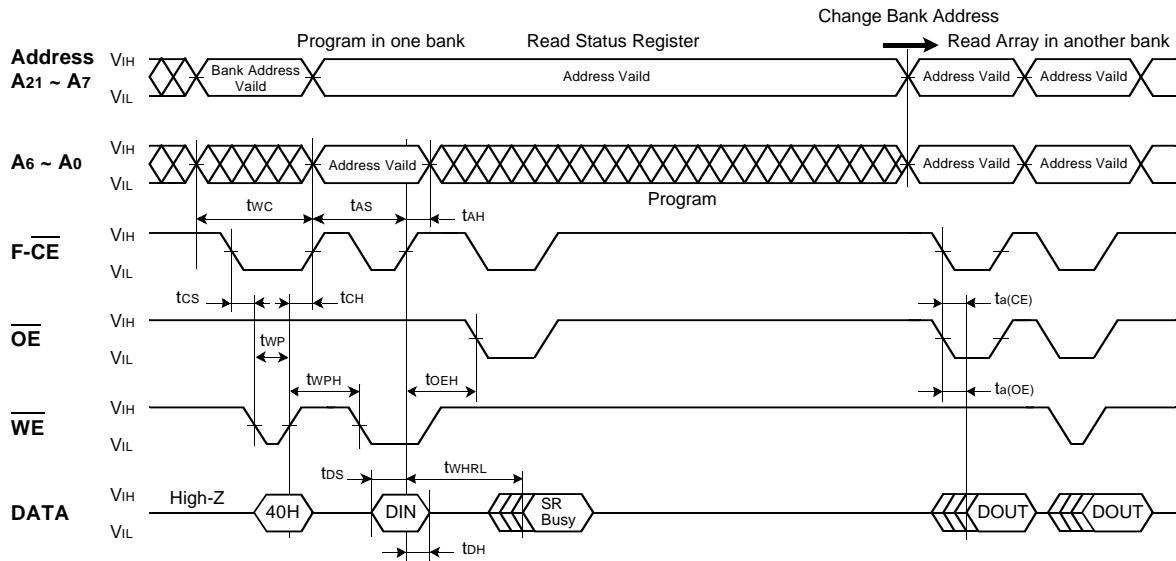 Change Bank Address
Program in one bank Read Status Register Read Array in another bank
Address
A21 ~ A7
VIH
VIL
Bank Address
Vaild
Address Vaild
Address Vaild
Address Vaild
A6 ~ A0
VIH
VIL
Address Vaild
Address Vaild
Address Vaild
Program
tWC
tAS
tAH
F-CE
VIH
VIL
tCS
tCH
ta(CE)
OE
VIH
VIL
tWP
tWPH
tOEH
ta(OE)
WE
VIH
VIL
tDS
tWHRL
DATA
VIH
VIL
High-Z
40H
DIN
SR
Busy
DOUT
DOUT
tDH